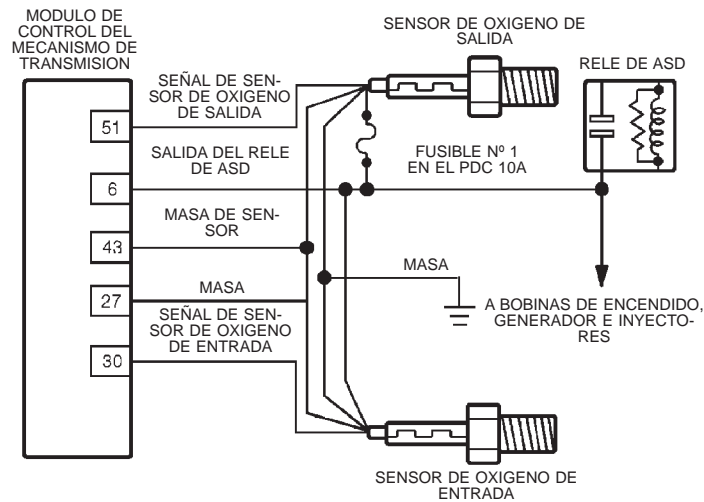 MODULO DE
CONTROL DEL
MECANISMO DE
TRANSMISION
SENSOR DE OXIGENO DE
SALIDA
RELE DE ASD
SEÑAL DE SEN-
SOR DE OXIGENO
DE SALIDA
51
SALIDA DEL RELE
DE ASD
FUSIBLE Nº 1
EN EL PDC 10A
6
MASA DE SEN-
SOR
43
MASA
MASA
27
A BOBINAS DE ENCENDIDO,
GENERADOR E INYECTO-
RES
SEÑAL DE SEN-
SOR DE OXIGENO
DE ENTRADA
30
SENSOR DE OXIGENO DE
ENTRADA